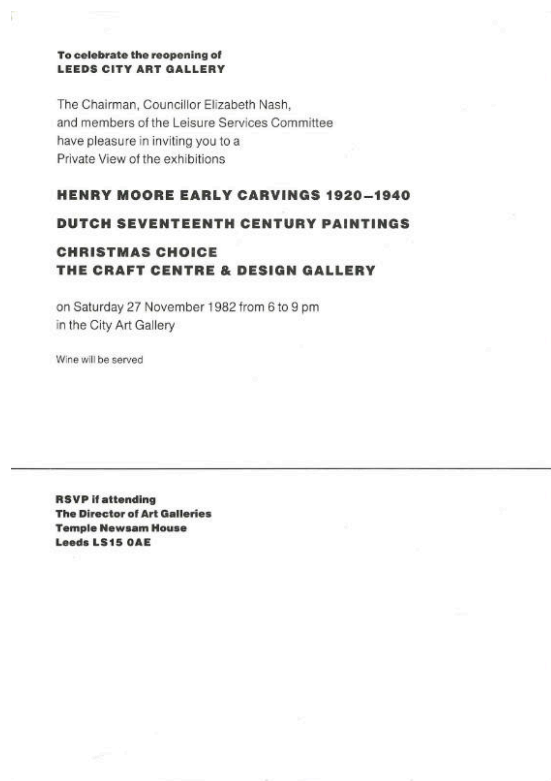 To celebrate the reopening of
LEEDS CITY ART GALLERY
The Chairman, Councillor Elizabeth Nash,
and members of the Leisure Services Committee
have pleasure in inviting you to a
Private View of the exhibitions
HENRY MOORE EARLY CARVINGS 1920–1940
DUTCH SEVENTEENTH CENTURY PAINTINGS
CHRISTMAS CHOICE
THE CRAFT CENTRE & DESIGN GALLERY
on Saturday 27 November 1982 from 6 to 9 pm
in the City Art Gallery
Wine will be served
RSVP if attending
The Director of Art Galleries
Temple Newsam House
Leeds LS15 0AE